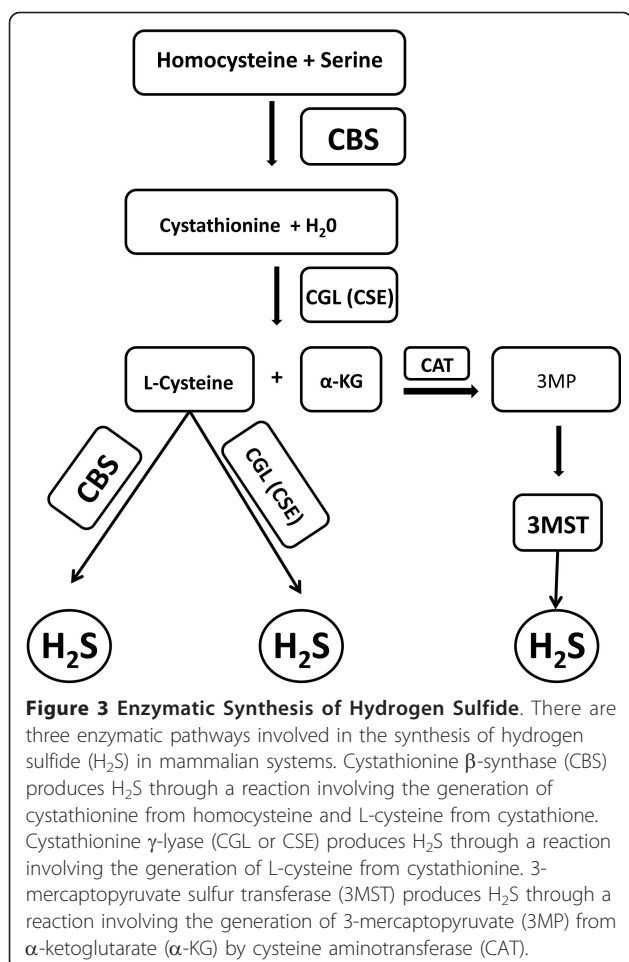 Homocysteine + Serine
CBS
Cystathionine + H₂0
CGL (CSE)
L-Cysteine + α-KG CAT 3MP
CBS CGL (CSE) 3MST
H₂S H₂S H₂S
Figure 3 Enzymatic Synthesis of Hydrogen Sulfide. There are
three enzymatic pathways involved in the synthesis of hydrogen
sulfide (H₂S) in mammalian systems. Cystathionine β-synthase (CBS)
produces H₂S through a reaction involving the generation of
cystathionine from homocysteine and L-cysteine from cystathione.
Cystathionine γ-lyase (CGL or CSE) produces H₂S through a reaction
involving the generation of L-cysteine from cystathionine. 3-
mercaptopyruvate sulfur transferase (3MST) produces H₂S through a
reaction involving the generation of 3-mercaptopyruvate (3MP) from
α-ketoglutarate (α-KG) by cysteine aminotransferase (CAT).